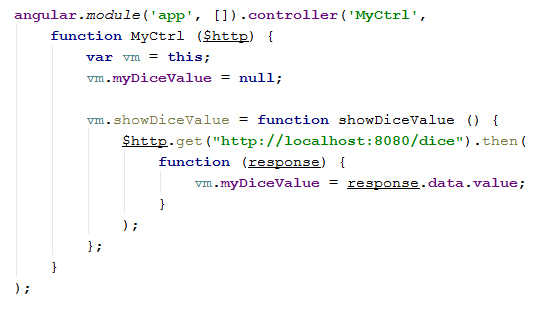 angular.module('app', []).controller('MyCtrl',
    function MyCtrl ($http) {
        var vm = this;
        vm.myDiceValue = null;

        vm.showDiceValue = function showDiceValue () {
            $http.get("http://localhost:8080/dice").then(
                function (response) {
                    vm.myDiceValue = response.data.value;
                }
            );
        };
    }
);